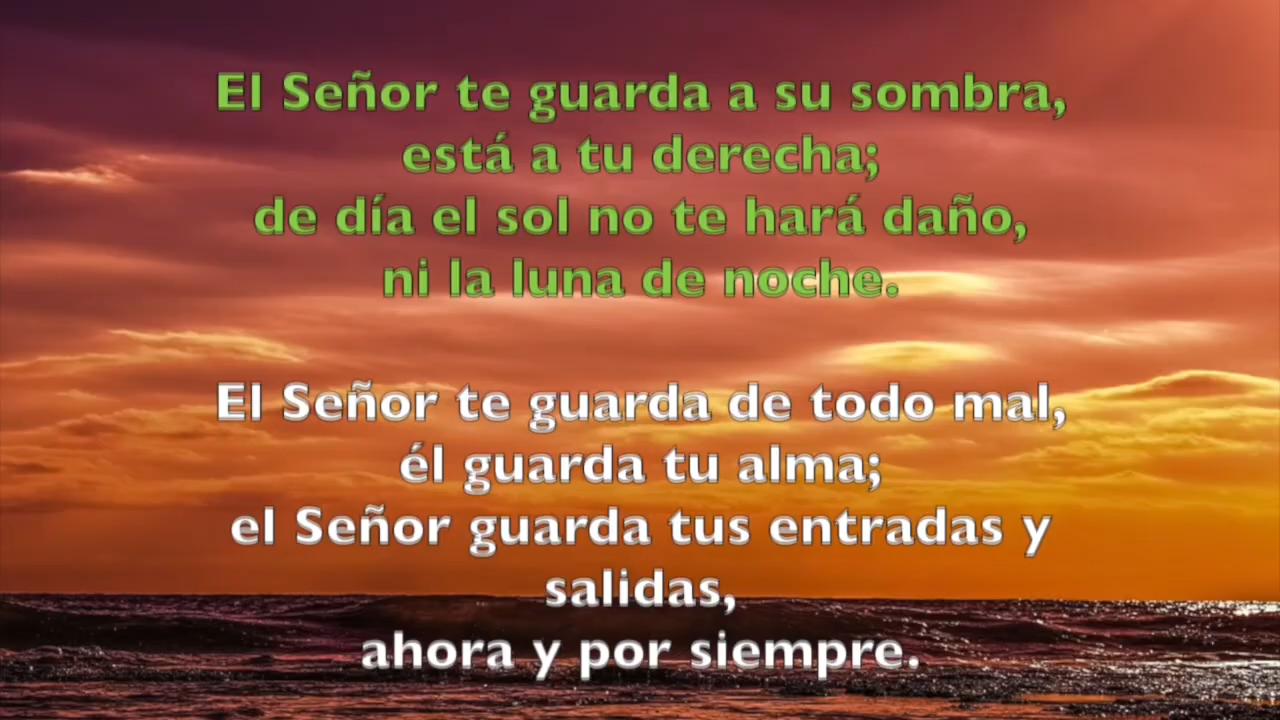 El Señor te guarda a su sombra,
está a tu derecha;
de día el sol no te hará daño,
ni la luna de noche.
El Señor te guarda de todo mal,
él guarda tu alma;
el Señor guarda tus entradas y
salidas,
ahora y por siempre.